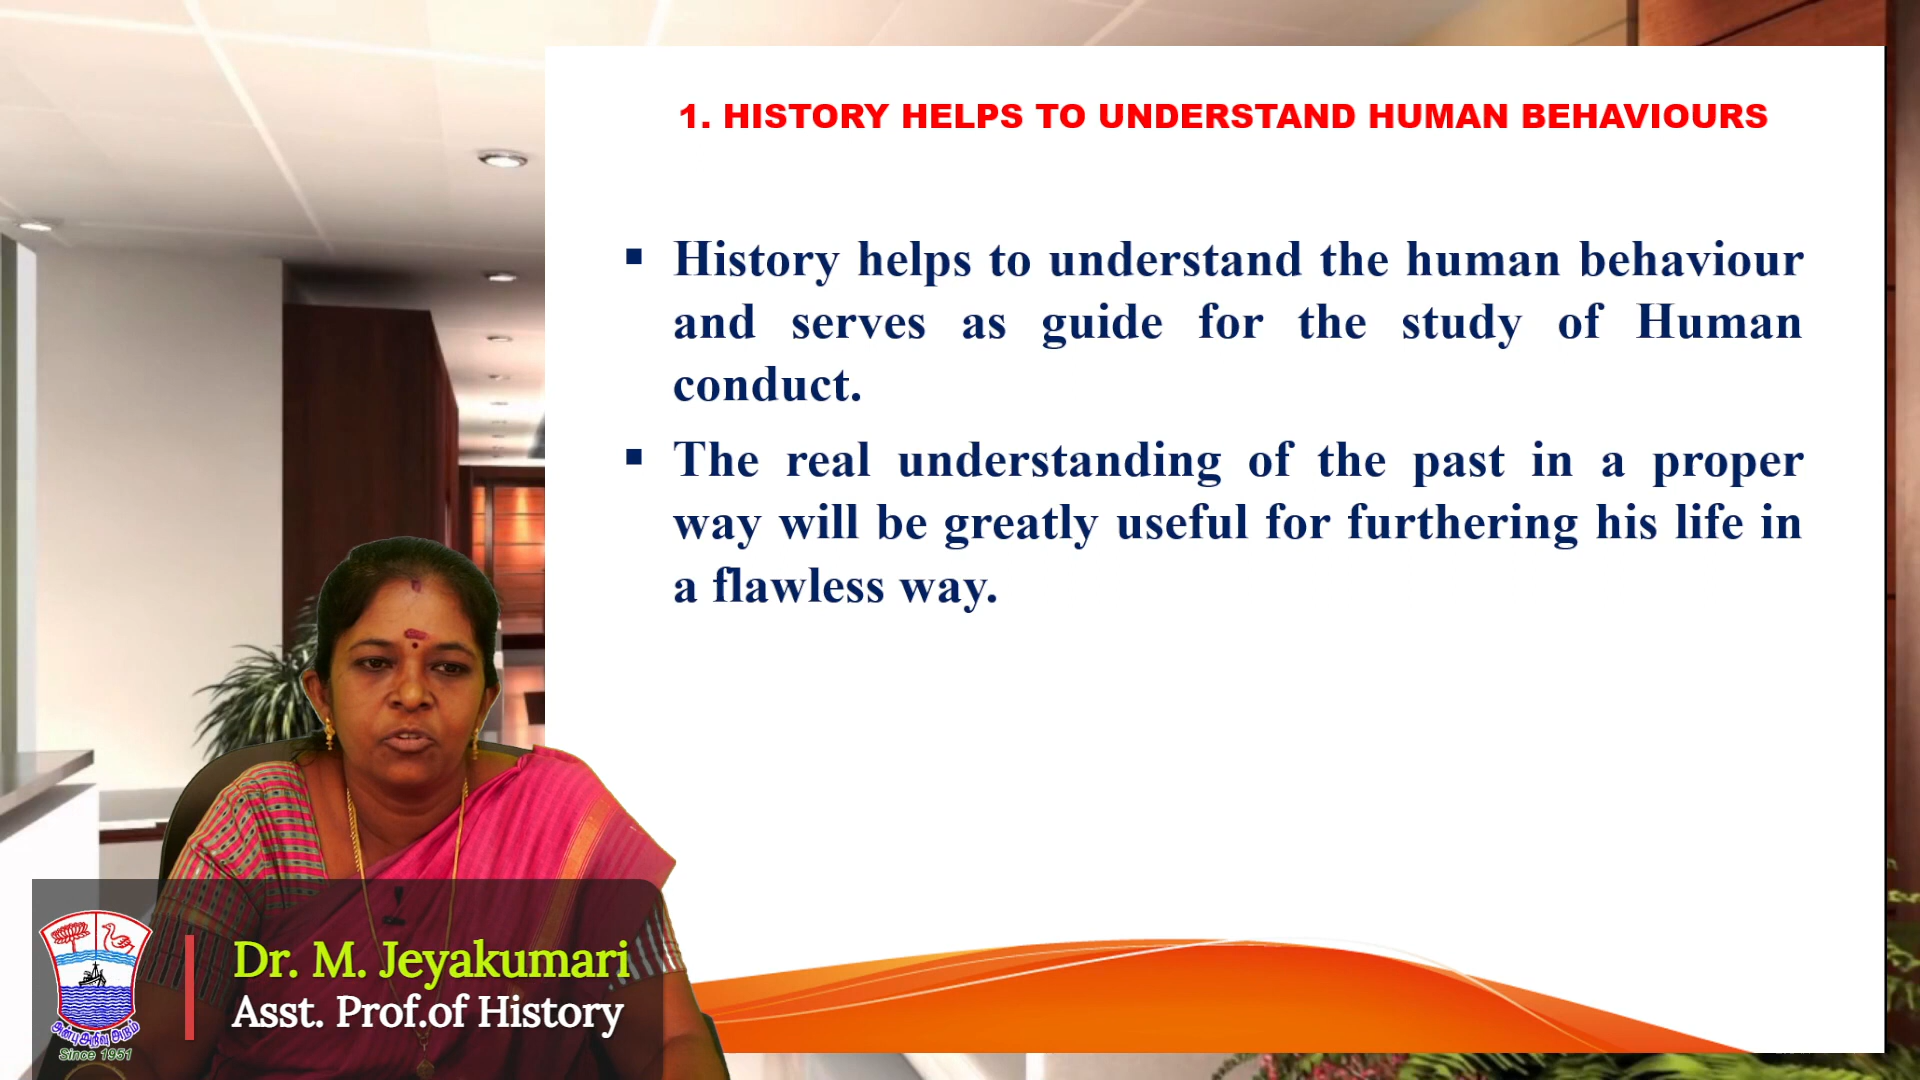 1. HISTORY HELPS TO UNDERSTAND HUMAN BEHAVIOURS
▪ History helps to understand the human behaviour
and serves as guide for the study of Human
conduct.
▪ The real understanding of the past in a proper
way will be greatly useful for furthering his life in
a flawless way.
Dr. M. Jeyakumari
Asst. Prof.of History
Since 1951